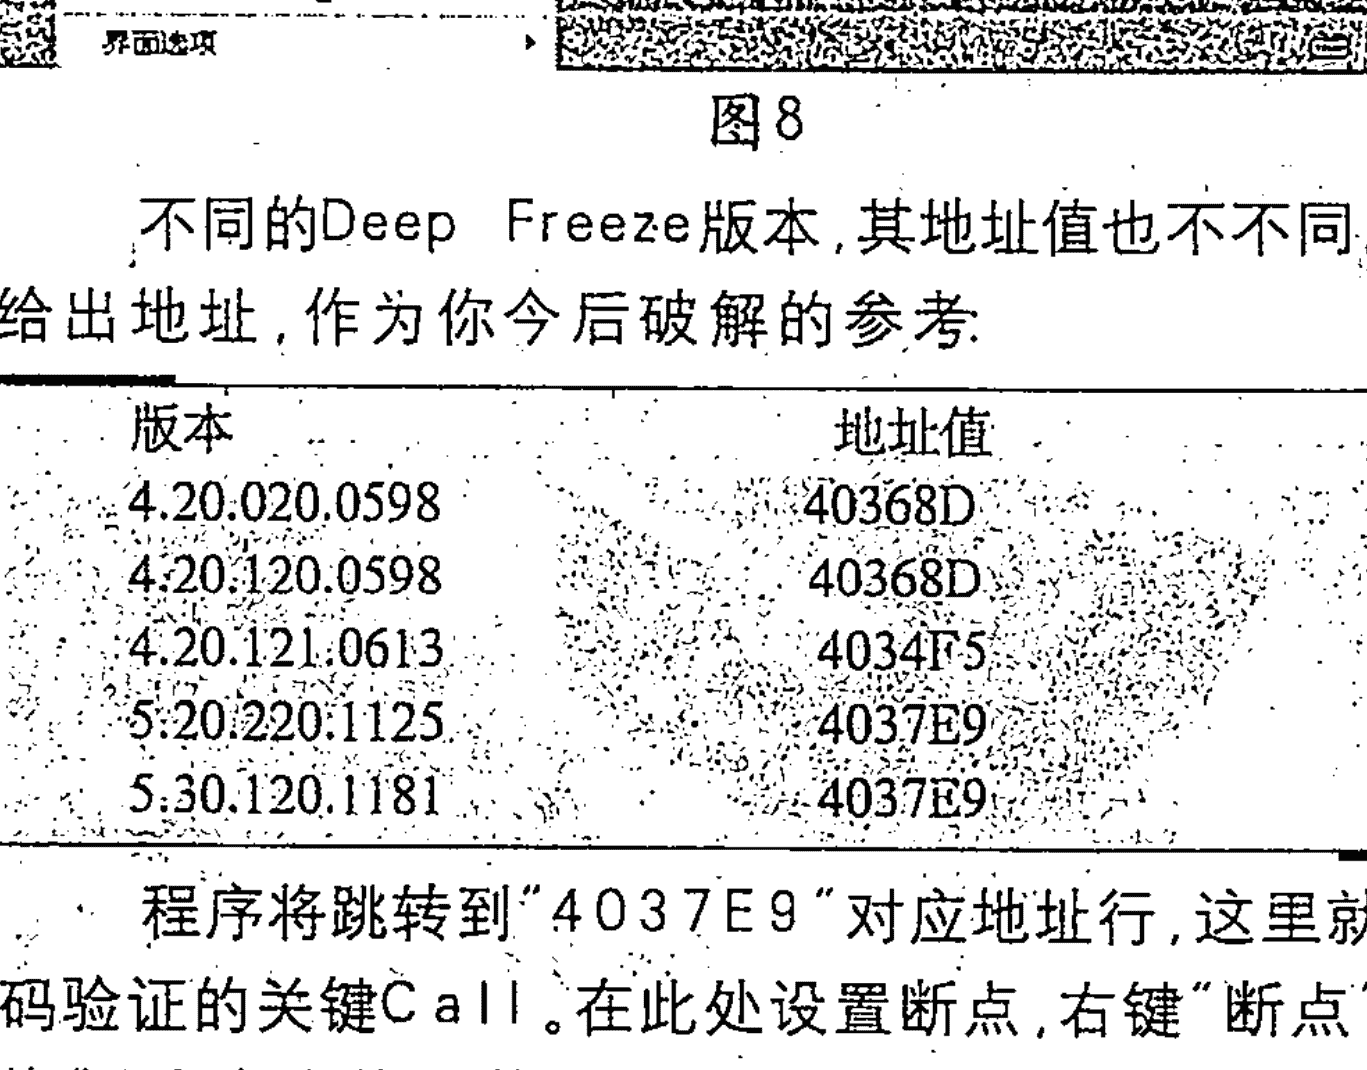 界面选项
图8
不同的Deep Freeze版本,其地址值也不不同
给出地址,作为你今后破解的参考:
版本 地址值
4.20.020.0598 40368D
4.20.120.0598 40368D
4.20.121.0613 4034F5
5.20.220.1125 4037E9
5.30.120.1181 4037E9
程序将跳转到"4037E9"对应地址行,这里就
码验证的关键Call。在此处设置断点,右键"断点"